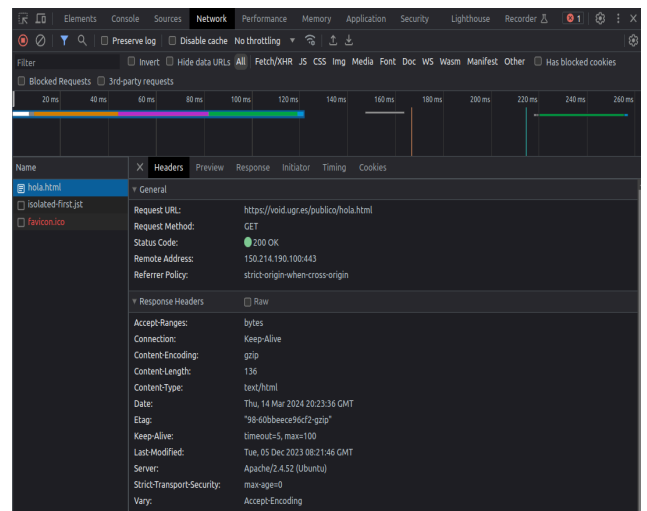 Elements Console Sources Network Performance Memory Application Security Lighthouse Recorder 1
Preserve log Disable cache No throttling
Filter Invert Hide data URLs All Fetch/XHR JS CSS Img Media Font Doc WS Wasm Manifest Other Has blocked cookies
Blocked Requests 3rd-party requests
20 ms 40 ms 60 ms 80 ms 100 ms 120 ms 140 ms 160 ms 180 ms 200 ms 220 ms 240 ms 260 ms
Name Headers Preview Response Initiator Timing Cookies
hola.html
isolated-first.jst
favicon.ico
General
Request URL: https://void.ugr.es/publico/hola.html
Request Method: GET
Status Code: 200 OK
Remote Address: 150.214.190.100:443
Referrer Policy: strict-origin-when-cross-origin
Response Headers Raw
Accept-Ranges: bytes
Connection: Keep-Alive
Content-Encoding: gzip
Content-Length: 136
Content-Type: text/html
Date: Thu, 14 Mar 2024 20:23:36 GMT
Etag: "98-60bbeece96cf2-gzip"
Keep-Alive: timeout=5, max=100
Last-Modified: Tue, 05 Dec 2023 08:21:46 GMT
Server: Apache/2.4.52 (Ubuntu)
Strict-Transport-Security: max-age=0
Vary: Accept-Encoding